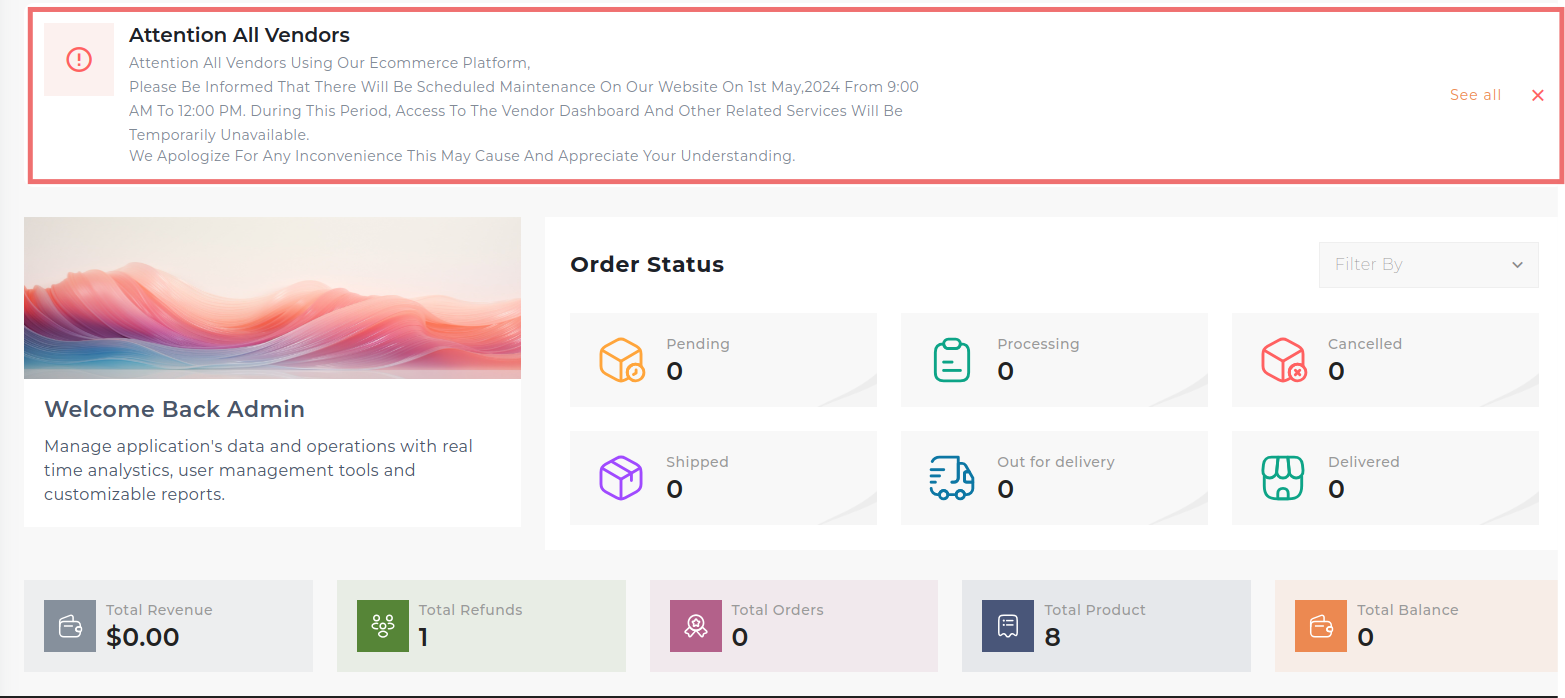 Attention All Vendors
Attention All Vendors Using Our Ecommerce Platform,
Please Be Informed That There Will Be Scheduled Maintenance On Our Website On 1st May,2024 From 9:00
AM To 12:00 PM. During This Period, Access To The Vendor Dashboard And Other Related Services Will Be
Temporarily Unavailable.
We Apologize For Any Inconvenience This May Cause And Appreciate Your Understanding.
See all
Welcome Back Admin
Manage application's data and operations with real
time analystics, user management tools and
customizable reports.
Order Status
Filter By
Pending
0
Processing
0
Cancelled
0
Shipped
0
Out for delivery
0
Delivered
0
Total Revenue
$0.00
Total Refunds
1
Total Orders
0
Total Product
8
Total Balance
0